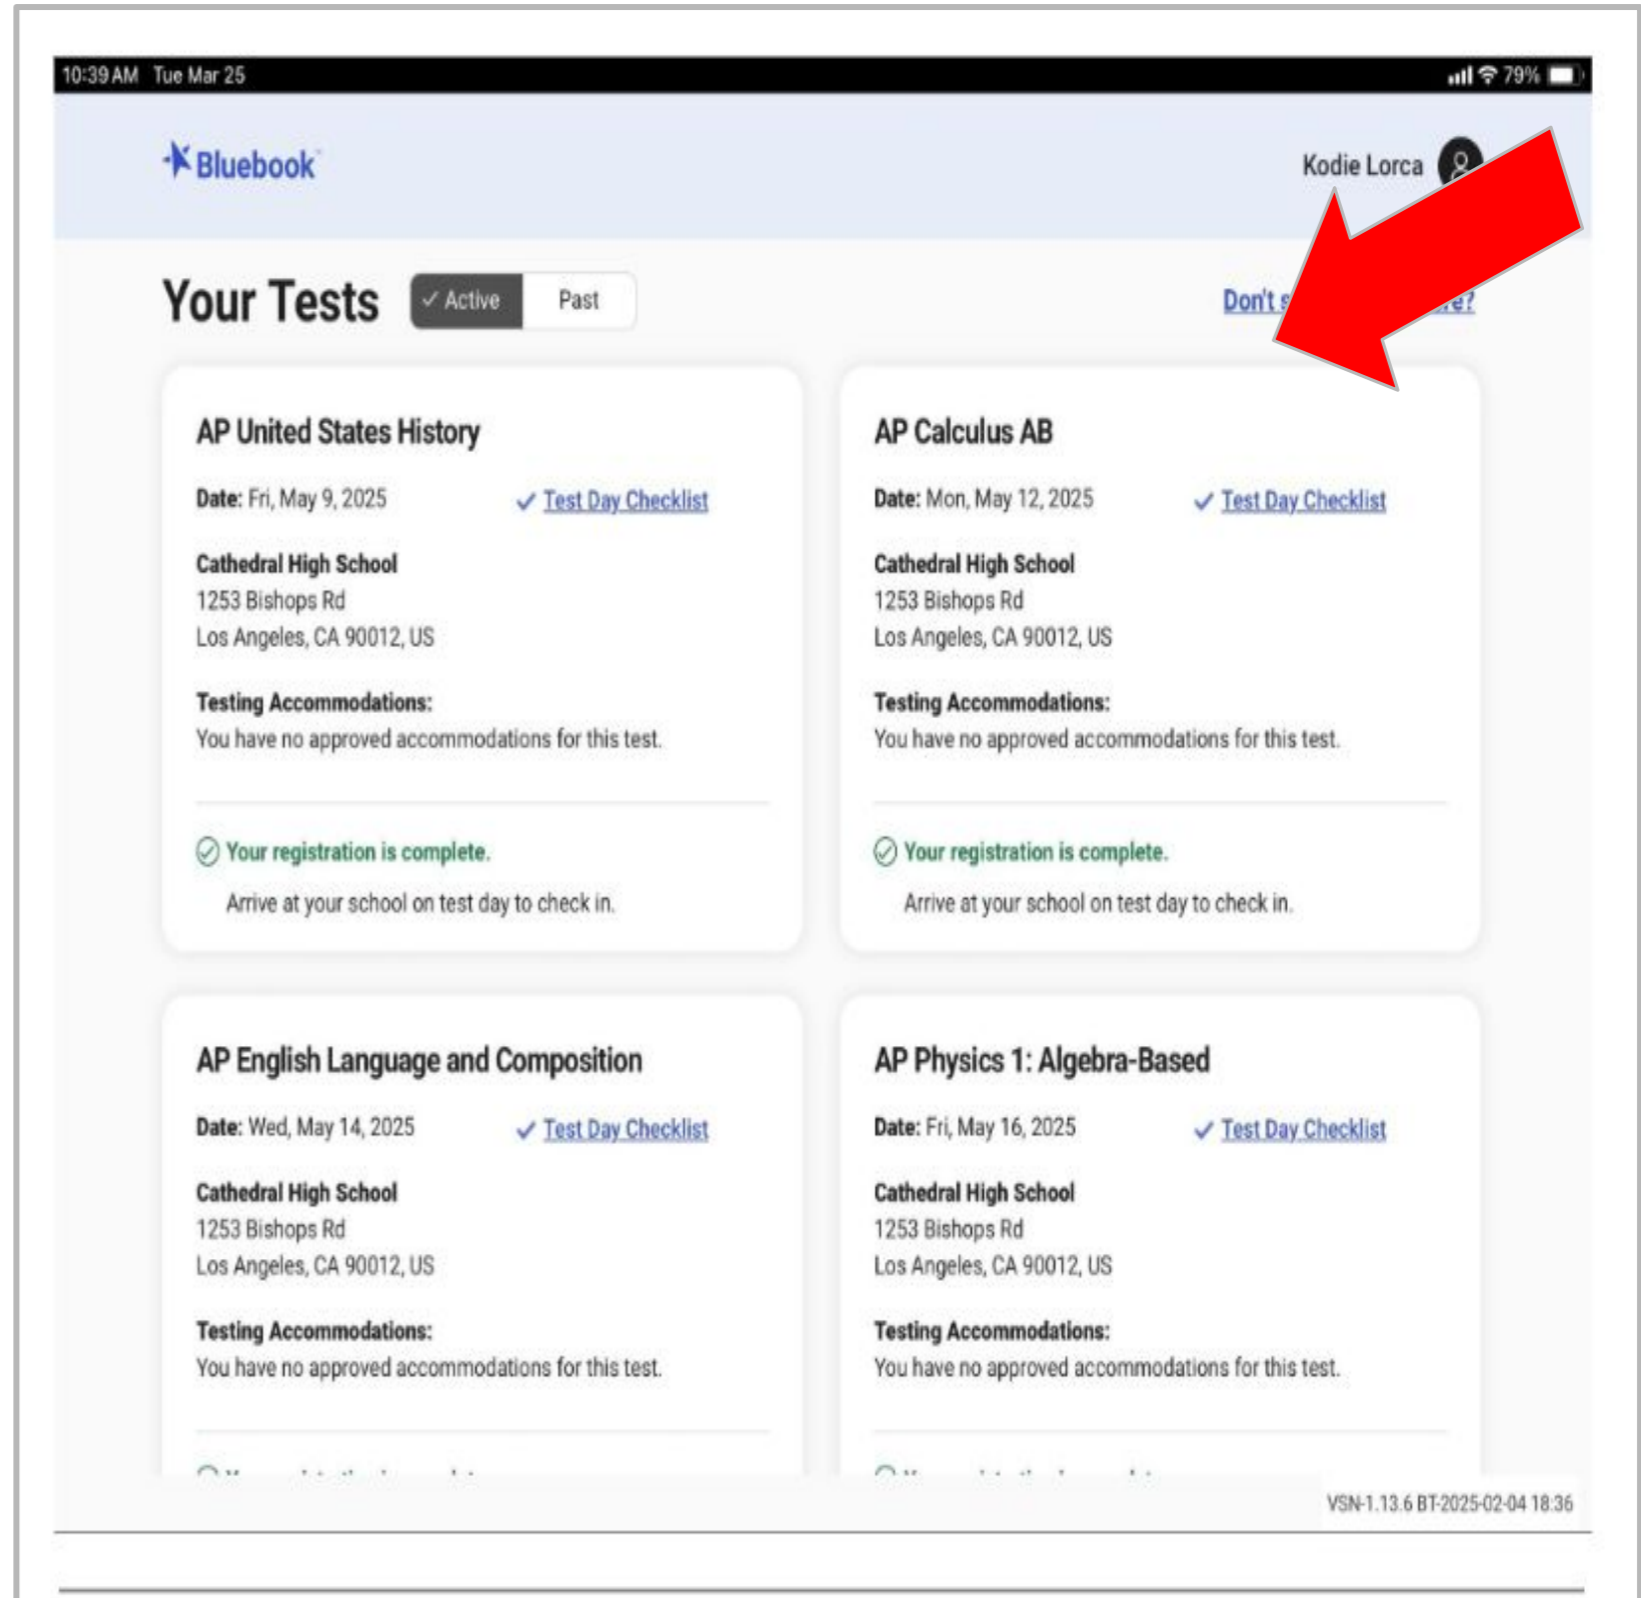 10:39 AM Tue Mar 25
79%
Bluebook
Kodie Lorca
Your Tests
Active
Past
Don't
AP United States History
Date: Fri, May 9, 2025
Test Day Checklist
Cathedral High School
1253 Bishops Rd
Los Angeles, CA 90012, US
Testing Accommodations:
You have no approved accommodations for this test.
Your registration is complete.
Arrive at your school on test day to check in.
AP Calculus AB
Date: Mon, May 12, 2025
Test Day Checklist
Cathedral High School
1253 Bishops Rd
Los Angeles, CA 90012, US
Testing Accommodations:
You have no approved accommodations for this test.
Your registration is complete.
Arrive at your school on test day to check in.
AP English Language and Composition
Date: Wed, May 14, 2025
Test Day Checklist
Cathedral High School
1253 Bishops Rd
Los Angeles, CA 90012, US
Testing Accommodations:
You have no approved accommodations for this test.
AP Physics 1: Algebra-Based
Date: Fri, May 16, 2025
Test Day Checklist
Cathedral High School
1253 Bishops Rd
Los Angeles, CA 90012, US
Testing Accommodations:
You have no approved accommodations for this test.
VSN-1.13.6 BT-2025-02-04 18:36